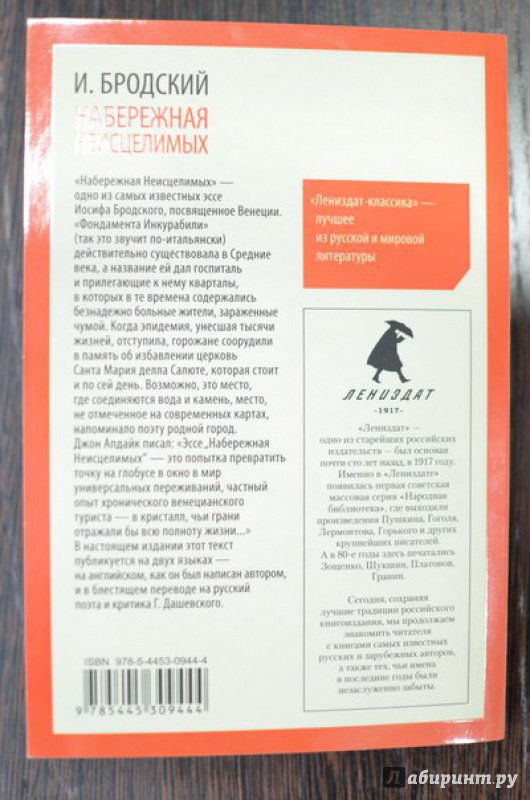 И. БРОДСКИЙ
НАБЕРЕЖНАЯ
НЕИСЦЕЛИМЫХ
«Набережная Неисцелимых» —
одно из самых известных эссе
Иосифа Бродского, посвященное Венеции.
«Фондамента Инкурабили»
(так это звучит по-итальянски)
действительно существовала в Средние
века, а название ей дал госпиталь
и прилегающие к нему кварталы,
в которых в те времена содержались
безнадежно больные жители, зараженные
чумой. Когда эпидемия, унесшая тысячи
жизней, отступила, горожане соорудили
в память об избавлении церковь
Санта Мария делла Салюте, которая стоит
и по сей день. Возможно, это место,
где соединяются вода и камень, место,
не отмеченное на современных картах,
напоминало поэту родной город.
Джон Апдайк писал: «Эссе „Набережная
Неисцелимых" — это попытка превратить
точку на глобусе в окно в мир
универсальных переживаний, частный
опыт хронического венецианского
туриста — в кристалл, чьи грани
отражали бы всю полноту жизни...»
В настоящем издании этот текст
публикуется на двух языках —
на английском, как он был написан автором,
и в блестящем переводе на русский
поэта и критика Г. Дашевского.
ISBN 978-5-4453-0944-4
9 785445 309444
«Лениздат-классика» —
лучшее
из русской и мировой
литературы
ЛЕНИЗДАТ
-1917-
«Лениздат» —
одно из старейших российских
издательств — был основан
почти сто лет назад, в 1917 году.
Именно в «Лениздате»
появилась первая советская
массовая серия «Народная
библиотека», где выходили
произведения Пушкина, Гоголя,
Лермонтова, Горького и других
крупнейших писателей.
А в 80-е годы здесь печатались
Зощенко, Шукшин, Платонов,
Гранин.
Сегодня, сохраняя
лучшие традиции российского
книгоиздания, мы продолжаем
знакомить читателя
с книгами самых известных
русских и зарубежных авторов,
а также тех, чьи имена
в последние годы были
незаслуженно забыты.
Лабиринт.ру